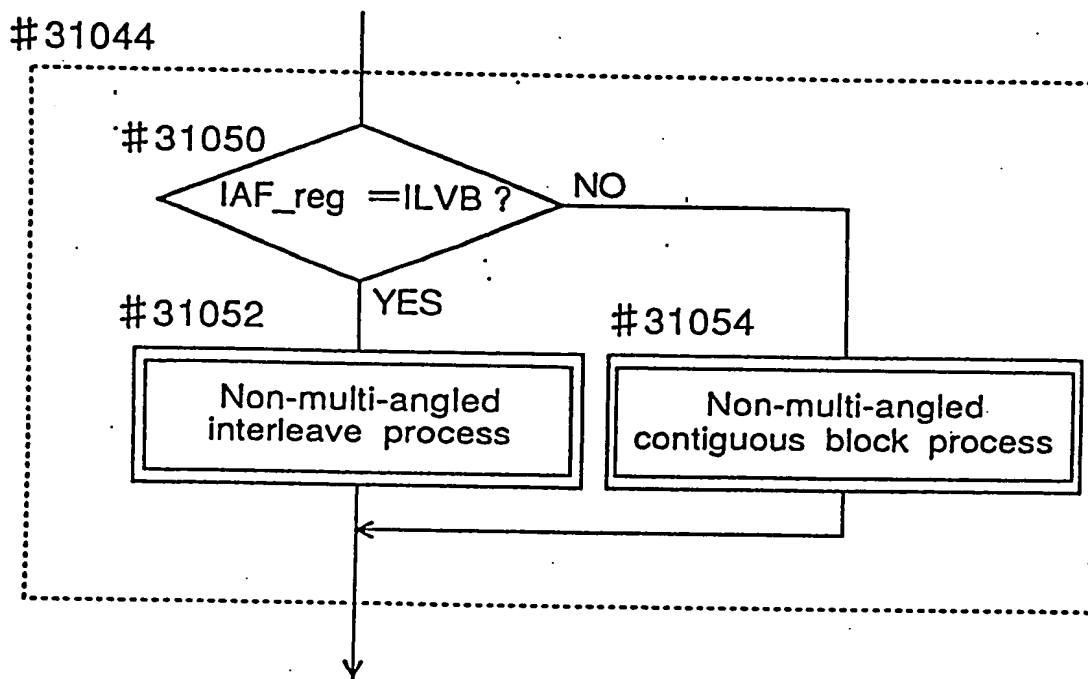 #31044
#31050
IAF_reg =ILVB ?
NO
YES
#31052
#31054
Non-multi-angled
interleave process
Non-multi-angled
contiguous block process